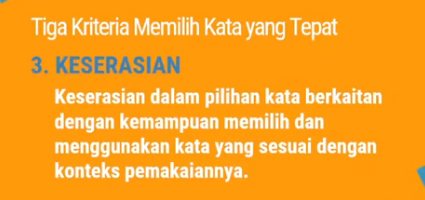 Tiga Kriteria Memilih Kata yang Tepat
3. KESERASIAN
Keserasian dalam pilihan kata berkaitan
dengan kemampuan memilih dan
menggunakan kata yang sesuai dengan
konteks pemakaiannya.